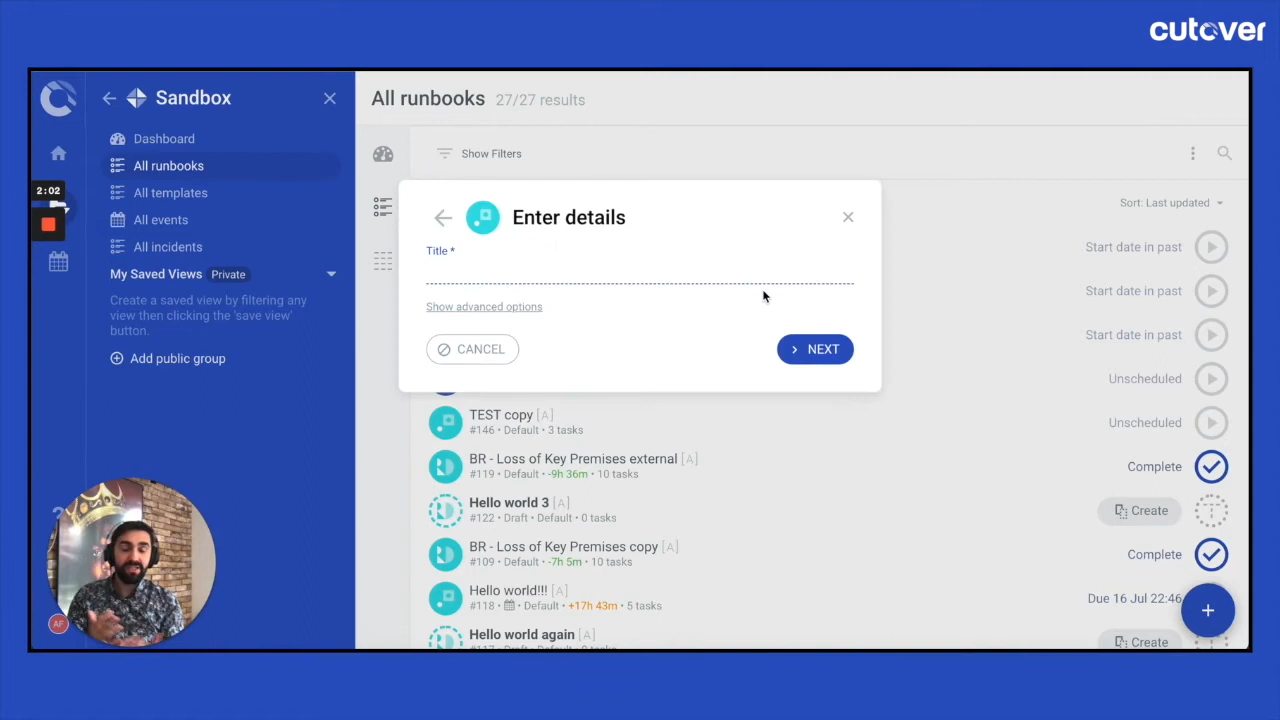 cutover
Sandbox
Dashboard
All runbooks
All templates
All events
All incidents
My Saved Views Private
Create a saved view by filtering any
view then clicking the 'save view'
button.
Add public group
2:02
AF
All runbooks 27/27 results
Show Filters
Sort: Last updated
Enter details
Title *
Show advanced options
CANCEL
NEXT
Start date in past
Start date in past
Start date in past
Unscheduled
TEST copy [A]
#146 • Default • 3 tasks
Unscheduled
BR - Loss of Key Premises external [A]
#119 • Default • -9h 36m • 10 tasks
Complete
Hello world 3 [A]
#122 • Draft • Default • 0 tasks
Create
BR - Loss of Key Premises copy [A]
#109 • Default • -7h 5m • 10 tasks
Complete
Hello world!!! [A]
#118 • Default • +17h 43m • 5 tasks
Due 16 Jul 22:46
Hello world again [A]
Create